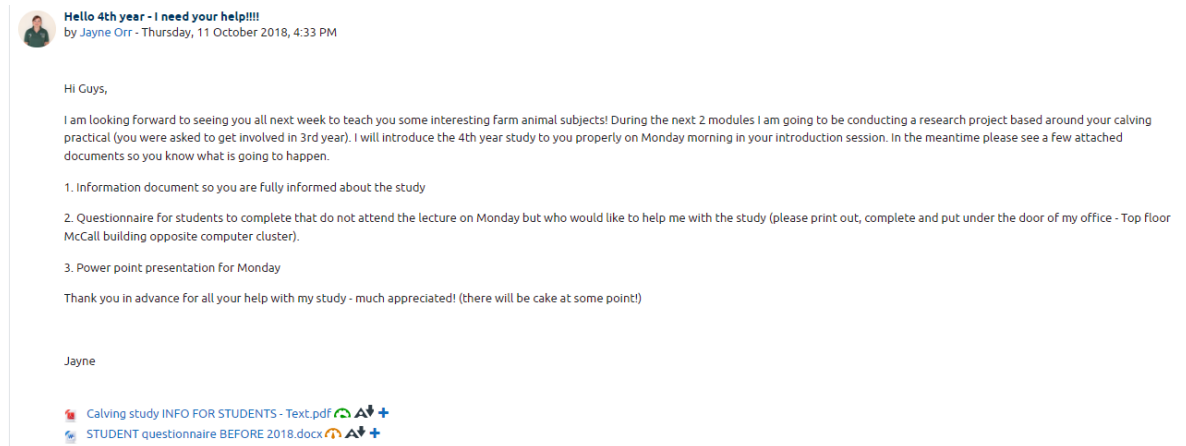 Hello 4th year - I need your help!!!!
by Jayne Orr - Thursday, 11 October 2018, 4:33 PM
Hi Guys,
I am looking forward to seeing you all next week to teach you some interesting farm animal subjects! During the next 2 modules I am going to be conducting a research project based around your calving
practical (you were asked to get involved in 3rd year). I will introduce the 4th year study to you properly on Monday morning in your introduction session. In the meantime please see a few attached
documents so you know what is going to happen.
1. Information document so you are fully informed about the study
2. Questionnaire for students to complete that do not attend the lecture on Monday but who would like to help me with the study (please print out, complete and put under the door of my office - Top floor
McCall building opposite computer cluster).
3. Power point presentation for Monday
Thank you in advance for all your help with my study - much appreciated! (there will be cake at some point!)
Jayne
Calving study INFO FOR STUDENTS - Text.pdf
STUDENT questionnaire BEFORE 2018.docx